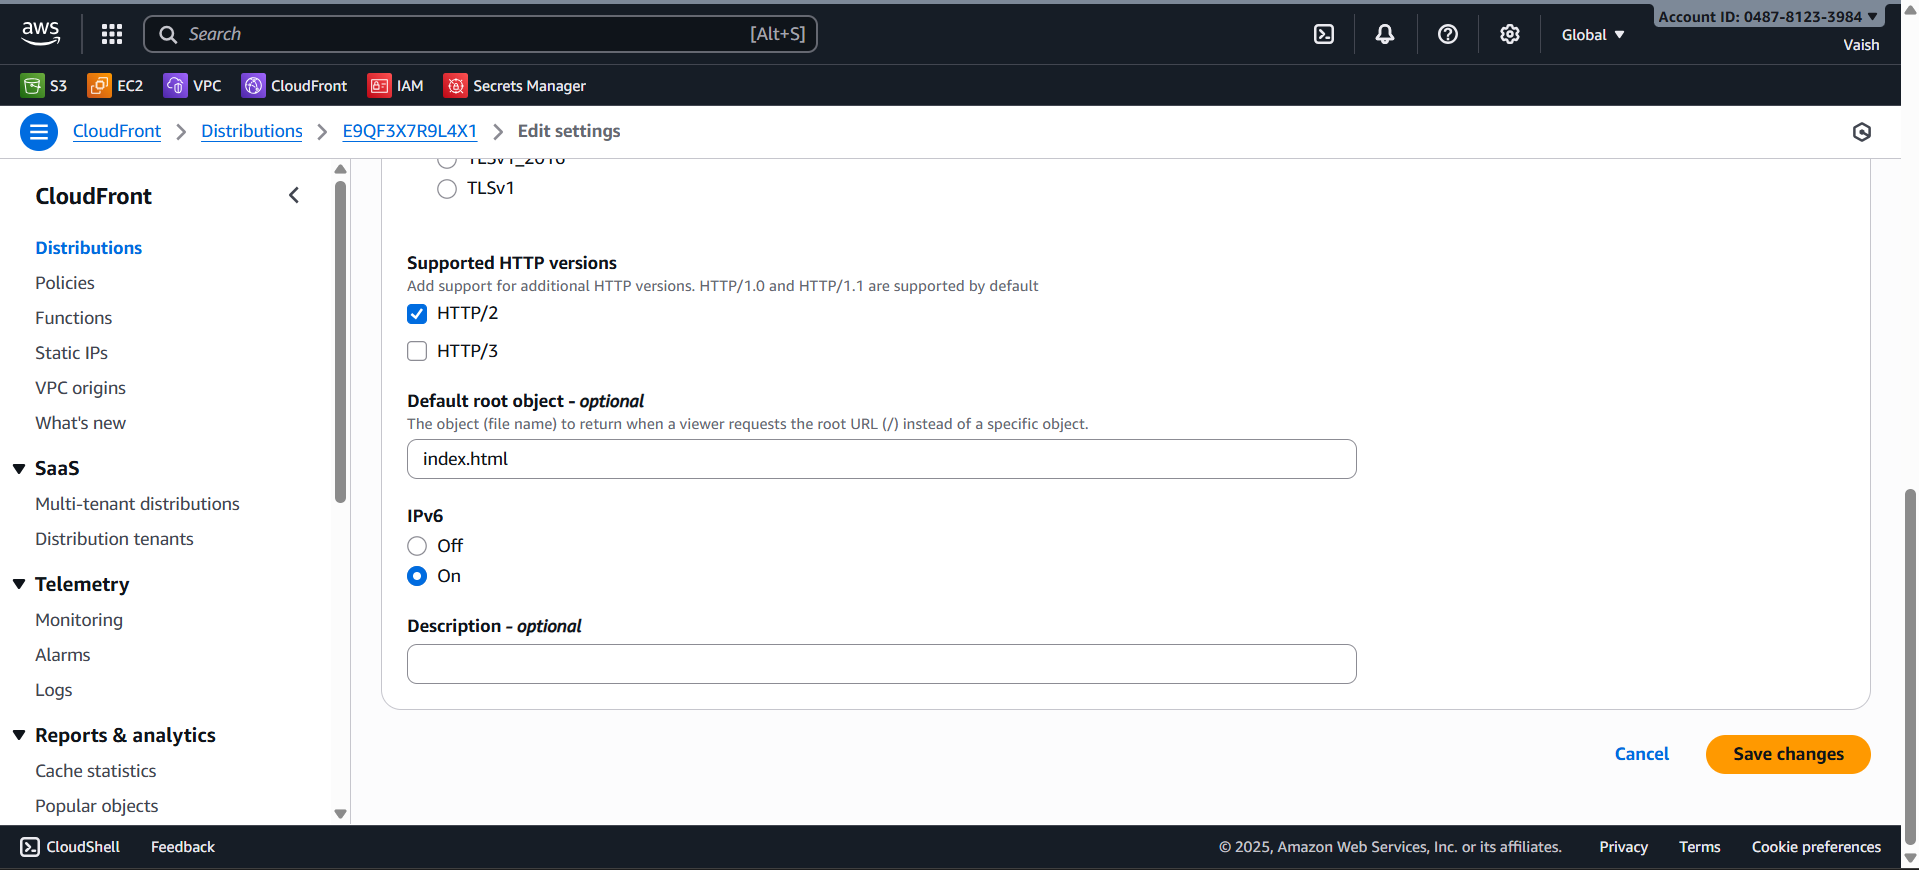 aws
Search [Alt+S]
Global
Account ID: 0487-8123-3984
Vaish
S3 EC2 VPC CloudFront IAM Secrets Manager
CloudFront Distributions E9QF3X7R9L4X1 Edit settings
CloudFront
Distributions
Policies
Functions
Static IPs
VPC origins
What's new
SaaS
Multi-tenant distributions
Distribution tenants
Telemetry
Monitoring
Alarms
Logs
Reports & analytics
Cache statistics
Popular objects
TLSv1_2016
TLSv1
Supported HTTP versions
Add support for additional HTTP versions. HTTP/1.0 and HTTP/1.1 are supported by default
HTTP/2
HTTP/3
Default root object - optional
The object (file name) to return when a viewer requests the root URL (/) instead of a specific object.
index.html
IPv6
Off
On
Description - optional
Cancel Save changes
CloudShell Feedback
© 2025, Amazon Web Services, Inc. or its affiliates. Privacy Terms Cookie preferences